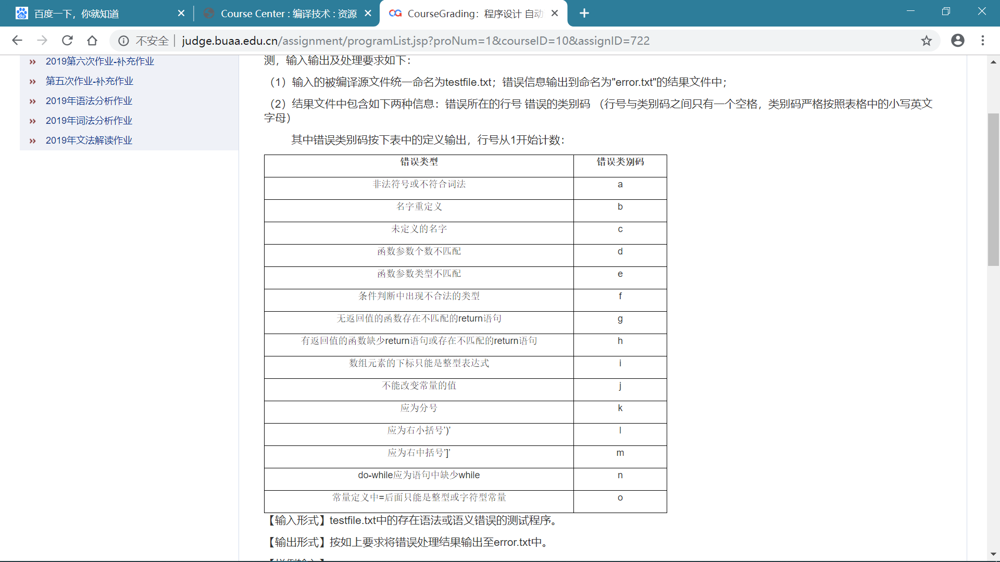 百度一下，你就知道
Course Center : 编译技术 : 资源
CourseGrading：程序设计 自动
不安全
judge.buaa.edu.cn/assignment/programList.jsp?proNum=1&courseID=10&assignID=722
2019第六次作业-补充作业
第五次作业-补充作业
2019年语法分析作业
2019年词法分析作业
2019年文法解读作业
测，输入输出及处理要求如下：
（1）输入的被编译源文件统一命名为testfile.txt；错误信息输出到命名为"error.txt"的结果文件中；
（2）结果文件中包含如下两种信息：错误所在的行号 错误的类别码 （行号与类别码之间只有一个空格，类别码严格按照表格中的小写英文
字母）
其中错误类别码按下表中的定义输出，行号从1开始计数：
错误类型 错误类别码
非法符号或不符合词法 a
名字重定义 b
未定义的名字 c
函数参数个数不匹配 d
函数参数类型不匹配 e
条件判断中出现不合法的类型 f
无返回值的函数存在不匹配的return语句 g
有返回值的函数缺少return语句或存在不匹配的return语句 h
数组元素的下标只能是整型表达式 i
不能改变常量的值 j
应为分号 k
应为右小括号’)’ l
应为右中括号’]’ m
do-while应为语句中缺少while n
常量定义中=后面只能是整型或字符型常量 o
【输入形式】testfile.txt中的存在语法或语义错误的测试程序。
【输出形式】按如上要求将错误处理结果输出至error.txt中。